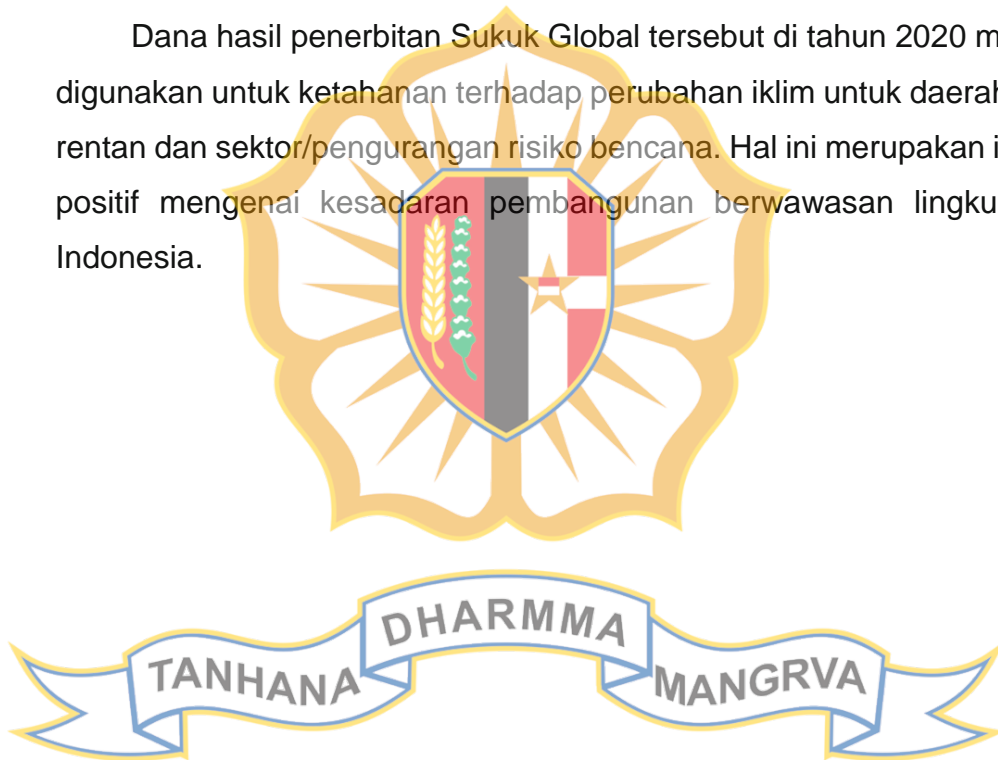 Dana hasil penerbitan Sukuk Global tersebut di tahun 2020 m
digunakan untuk ketahanan terhadap perubahan iklim untuk daerah
rentan dan sektor/pengurangan risiko bencana. Hal ini merupakan i
positif mengenai kesadaran pembangunan berwawasan lingku
Indonesia.
TANHANA DHARMMA MANGRVA